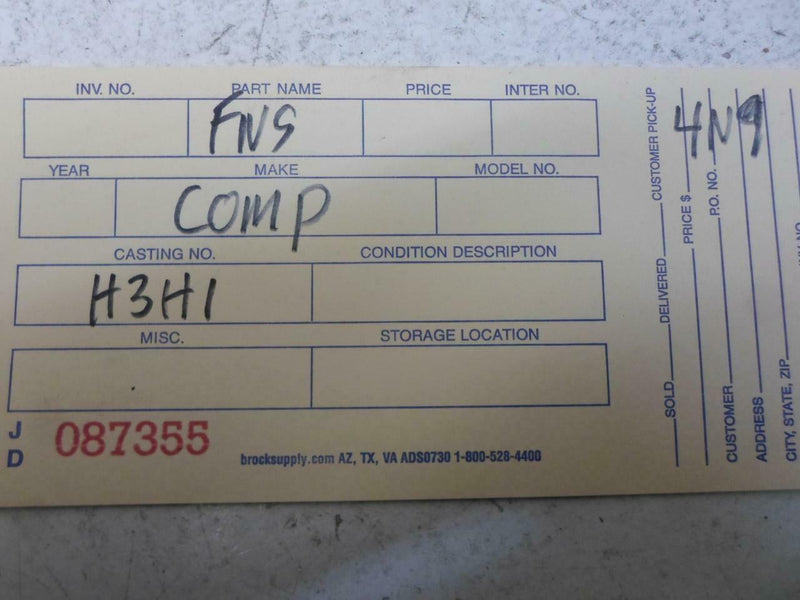 INV. NO. PART NAME PRICE INTER NO.
FNS
YEAR MAKE MODEL NO.
COMP
CASTING NO. CONDITION DESCRIPTION
H3H1
MISC. STORAGE LOCATION
J D 087355
brocksupply.com AZ, TX, VA ADS0730 1-800-528-4400
SOLD DELIVERED CUSTOMER PICK-UP
PRICE $
4N9
CUSTOMER P.O. NO.
ADDRESS
CITY, STATE, ZIP